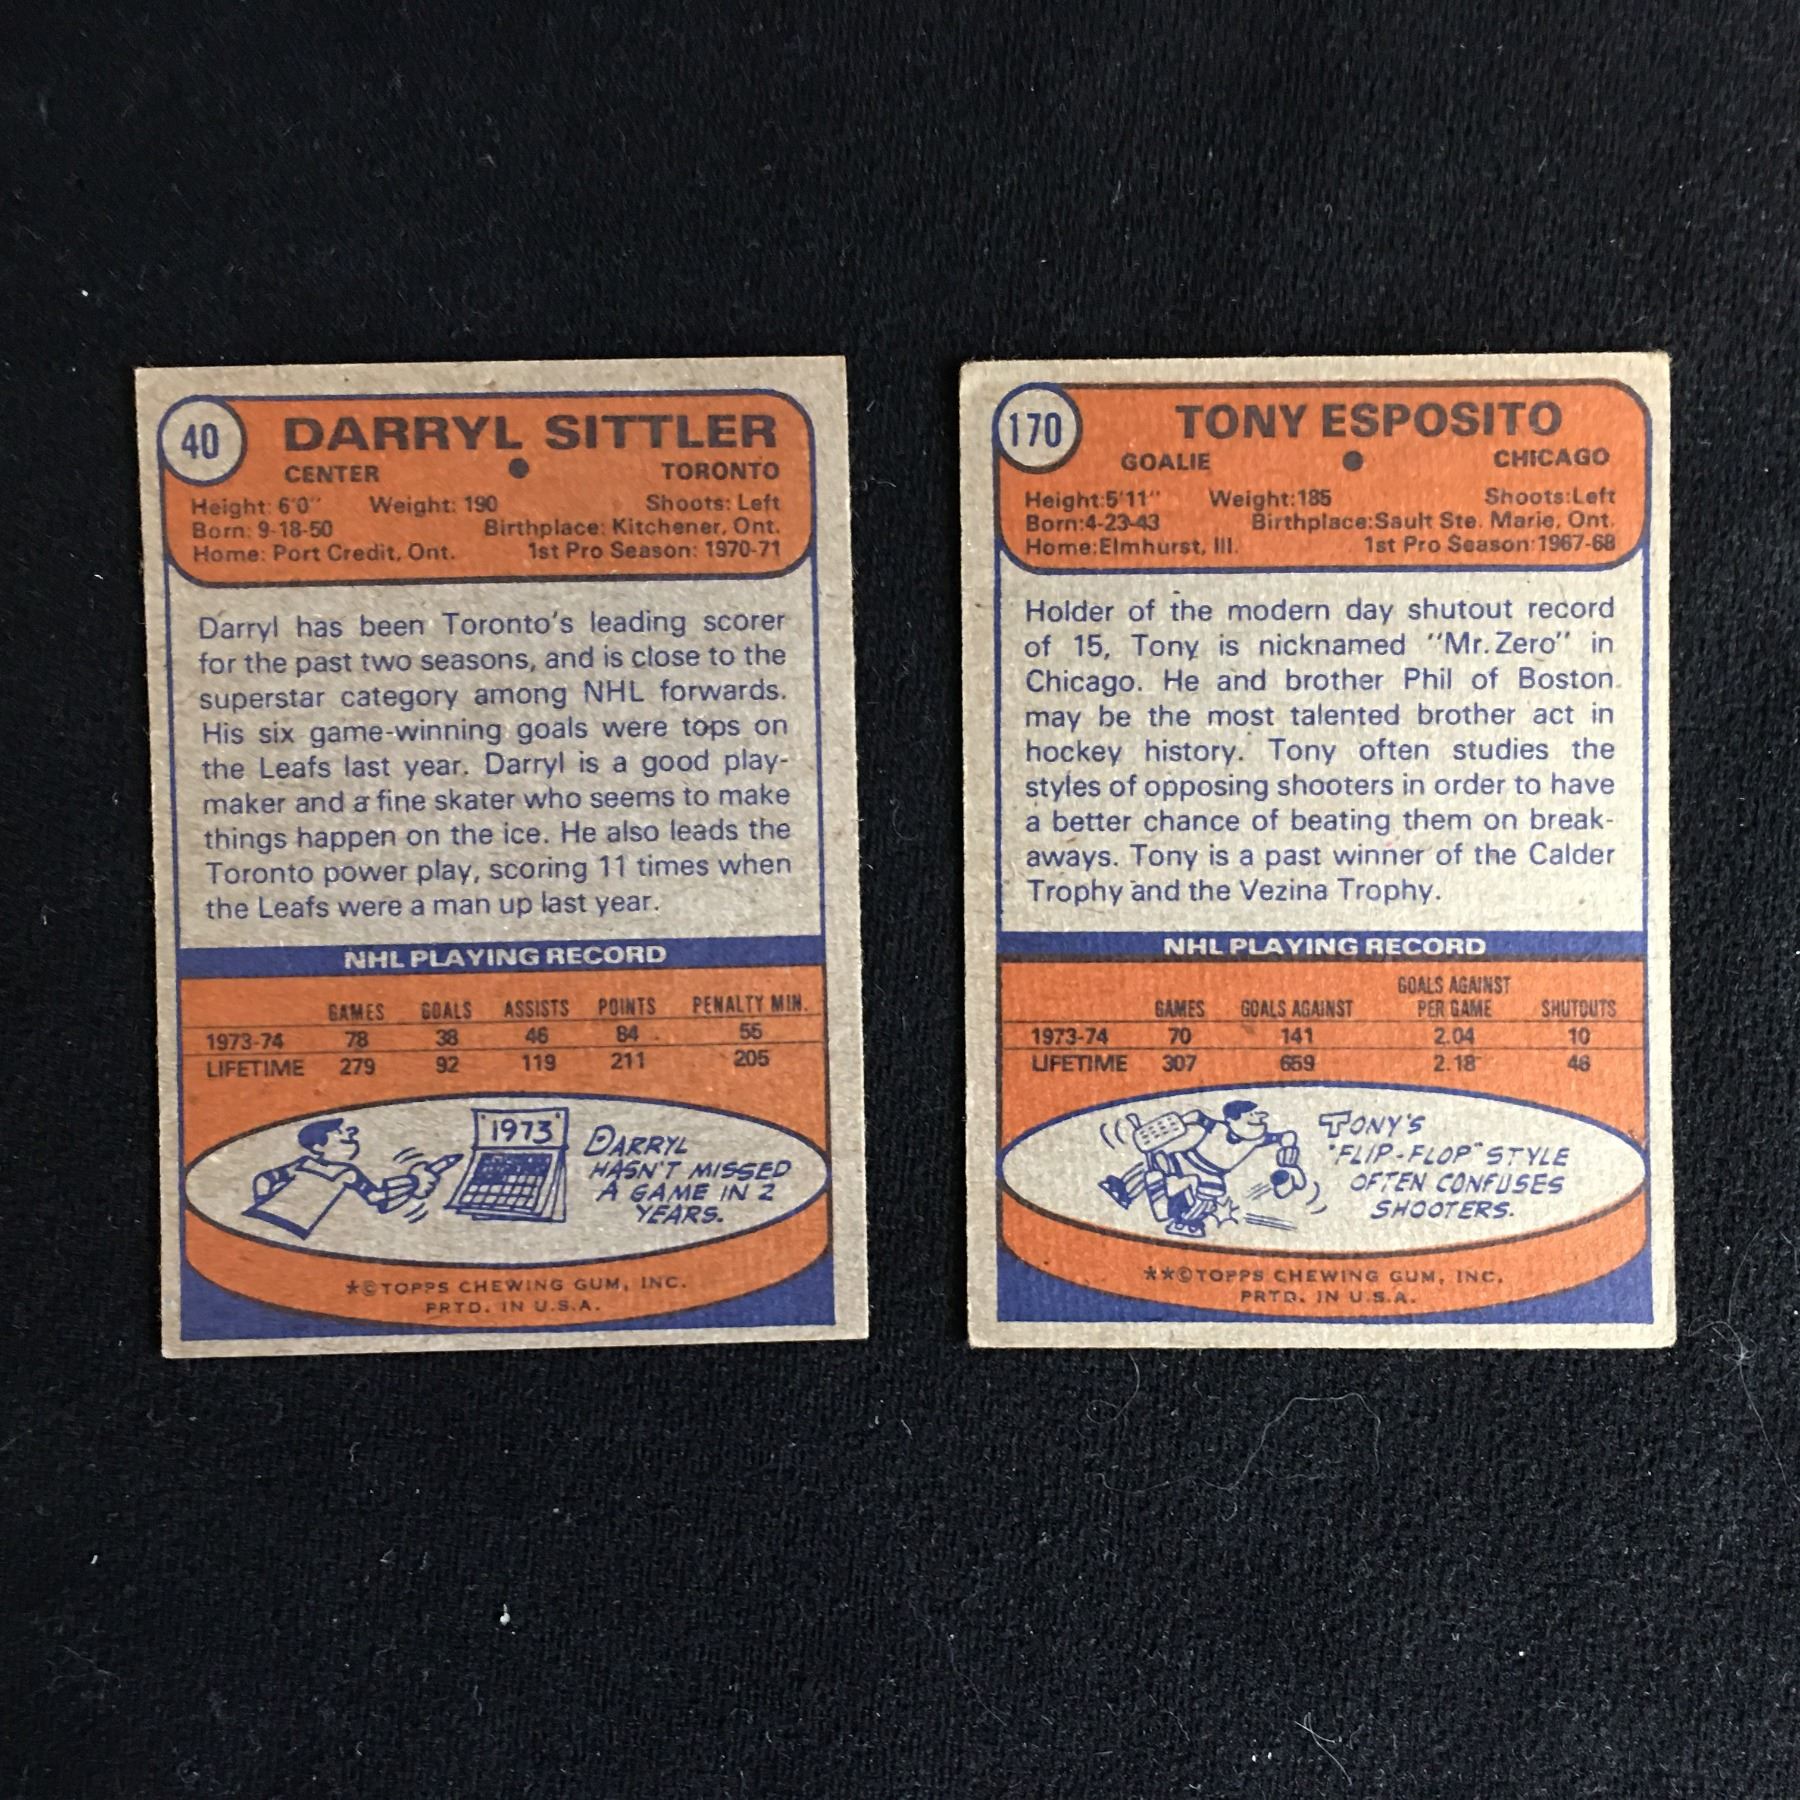 40
DARRYL SITTLER
CENTER ● TORONTO
Height: 6'0" Weight: 190 Shoots: Left
Born: 9-18-50 Birthplace: Kitchener, Ont.
Home: Port Credit, Ont. 1st Pro Season: 1970-71
Darryl has been Toronto's leading scorer
for the past two seasons, and is close to the
superstar category among NHL forwards.
His six game-winning goals were tops on
the Leafs last year. Darryl is a good play-
maker and a fine skater who seems to make
things happen on the ice. He also leads the
Toronto power play, scoring 11 times when
the Leafs were a man up last year.
NHL PLAYING RECORD
GAMES GOALS ASSISTS POINTS PENALTY MIN.
1973-74 78 38 46 84 55
LIFETIME 279 92 119 211 205
1973
DARRYL
HASN'T MISSED
A GAME IN 2
YEARS.
*©TOPPS CHEWING GUM, INC.
PRTD. IN U.S.A.
170
TONY ESPOSITO
GOALIE ● CHICAGO
Height:5'11" Weight:185 Shoots:Left
Born:4-23-43 Birthplace:Sault Ste. Marie, Ont.
Home:Elmhurst, Ill. 1st Pro Season:1967-68
Holder of the modern day shutout record
of 15, Tony is nicknamed "Mr. Zero" in
Chicago. He and brother Phil of Boston
may be the most talented brother act in
hockey history. Tony often studies the
styles of opposing shooters in order to have
a better chance of beating them on break-
aways. Tony is a past winner of the Calder
Trophy and the Vezina Trophy.
NHL PLAYING RECORD
GAMES GOALS AGAINST GOALS AGAINST PER GAME SHUTOUTS
1973-74 70 141 2.04 10
LIFETIME 307 659 2.18 46
TONY'S
"FLIP-FLOP" STYLE
OFTEN CONFUSES
SHOOTERS.
**©TOPPS CHEWING GUM, INC.
PRTD. IN U.S.A.